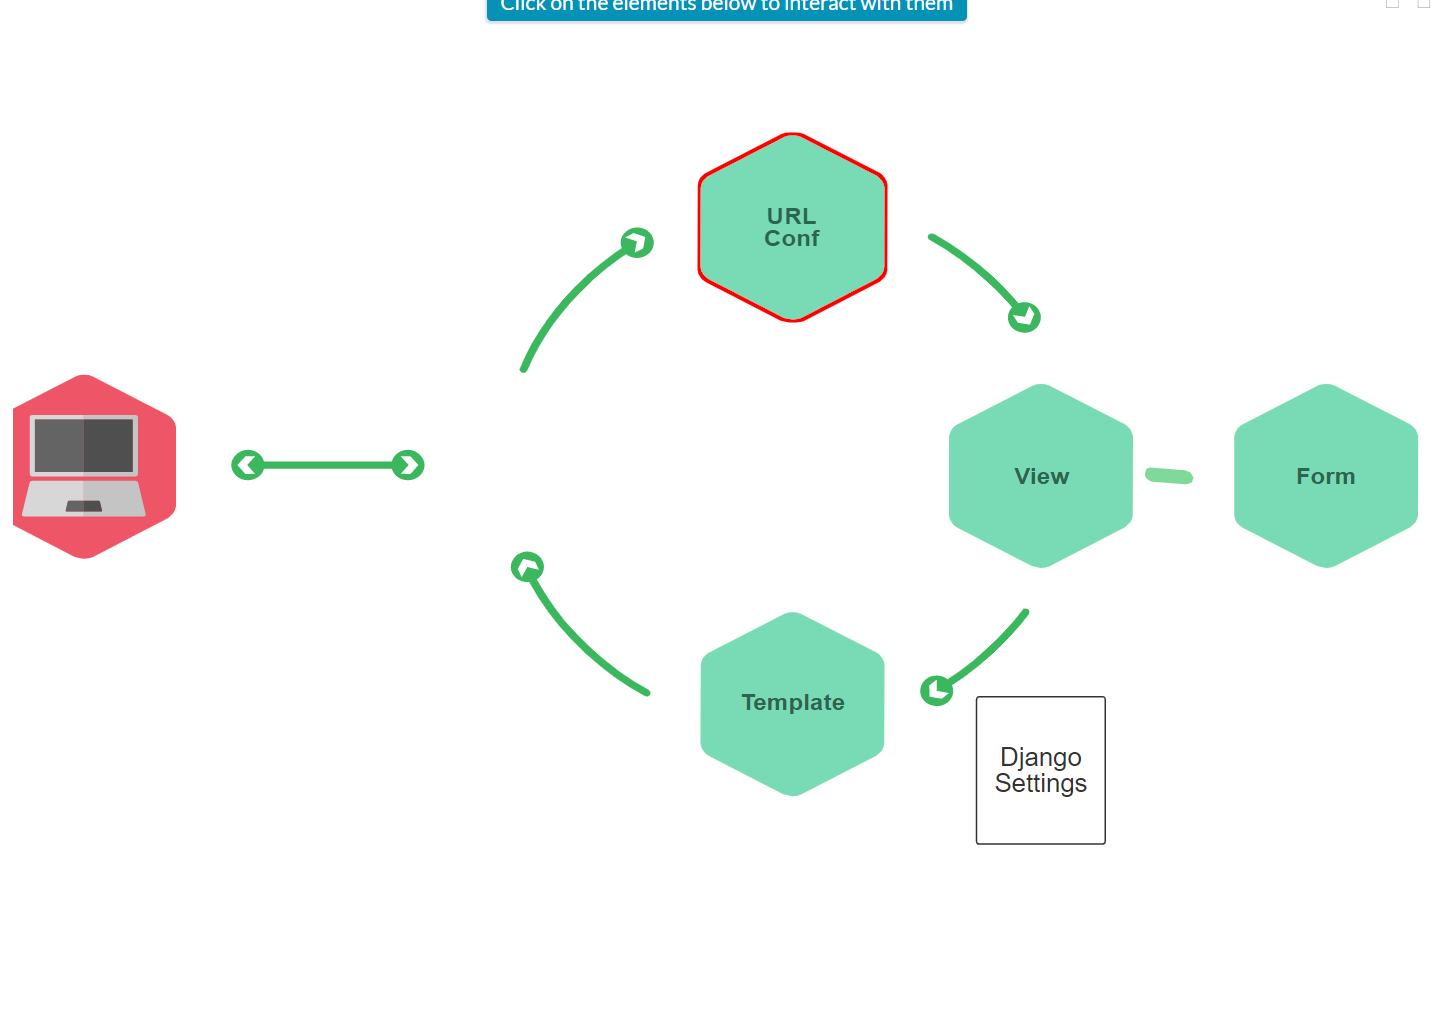 Click on the elements below to interact with them
URL
Conf
View
Form
Template
Django
Settings